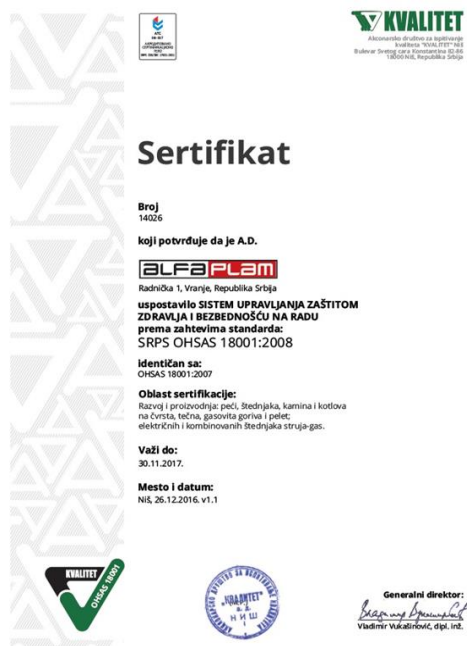 АТС
KVALITET
Akcionarsko društvo za ispitivanje
kvaliteta "KVALITET" Niš
Bulevar Svetog cara Konstantina 82-86
18000 Niš, Republika Srbija
Sertifikat
Broj
14026
koji potvrđuje da je A.D.
ALFA PLAM
Radnička 1, Vranje, Republika Srbija
uspostavilo SISTEM UPRAVLJANJA ZAŠTITOM
ZDRAVLJA I BEZBEDNOŠĆU NA RADU
prema zahtevima standarda:
SRPS OHSAS 18001:2008
identičan sa:
OHSAS 18001:2007
Oblast sertifikacije:
Razvoj i proizvodnja: peći, štednjaka, kamina i kotlova
na čvrsta, tečna, gasovita goriva i pelet;
električnih i kombinovanih štednjaka struja-gas.
Važi do:
30.11.2017.
Mesto i datum:
Niš, 26.12.2016. v1.1
KVALITET
OHSAS 18001
"КВАЛИТЕТ"
а. д.
НИШ
Generalni direktor:
Vladimir Vukašinović, dipl. inž.